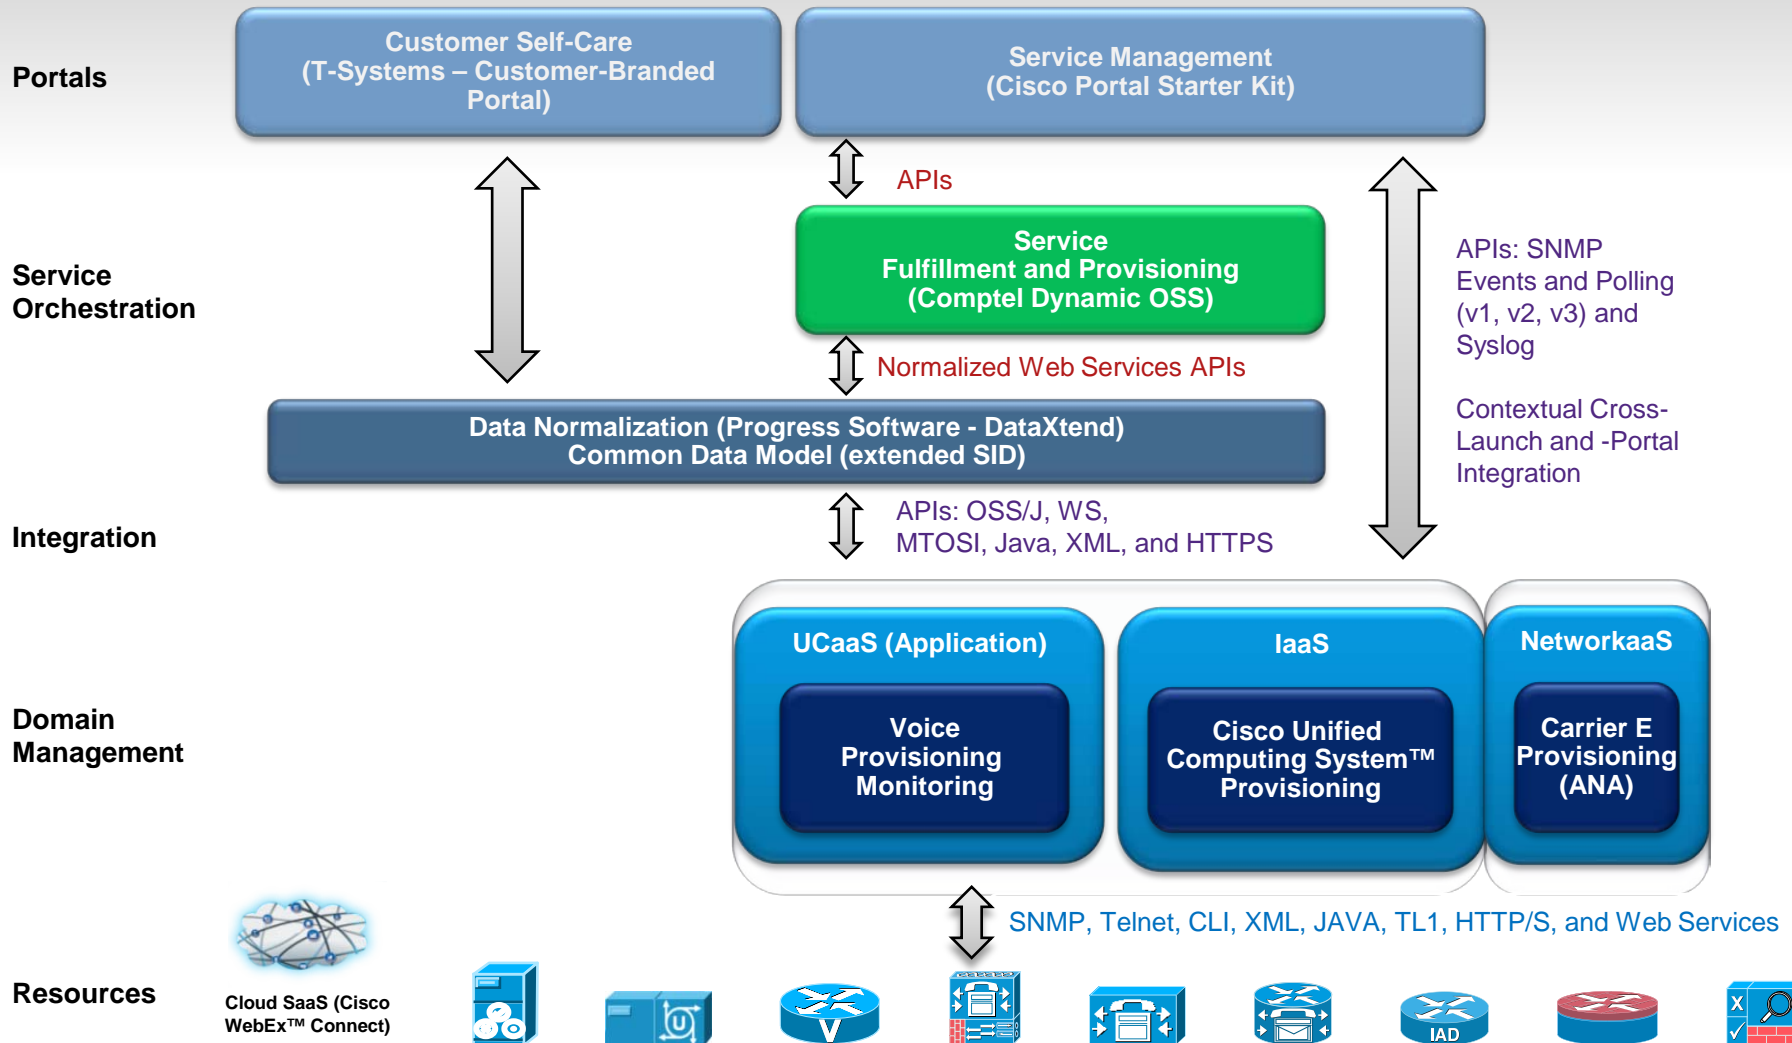 Portals
Customer Self-Care
(T-Systems – Customer-Branded
Portal)
Service Management
(Cisco Portal Starter Kit)
APIs
Service
Orchestration
Service
Fulfillment and Provisioning
(Comptel Dynamic OSS)
APIs: SNMP
Events and Polling
(v1, v2, v3) and
Syslog
Contextual Cross-
Launch and -Portal
Integration
Normalized Web Services APIs
Data Normalization (Progress Software - DataXtend)
Common Data Model (extended SID)
Integration
APIs: OSS/J, WS,
MTOSI, Java, XML, and HTTPS
Domain
Management
UCaaS (Application)
Voice
Provisioning
Monitoring
IaaS
Cisco Unified
Computing System™
Provisioning
NetworkaaS
Carrier E
Provisioning
(ANA)
SNMP, Telnet, CLI, XML, JAVA, TL1, HTTP/S, and Web Services
Resources
Cloud SaaS (Cisco
WebEx™ Connect)
U
V
IAD
X
✓